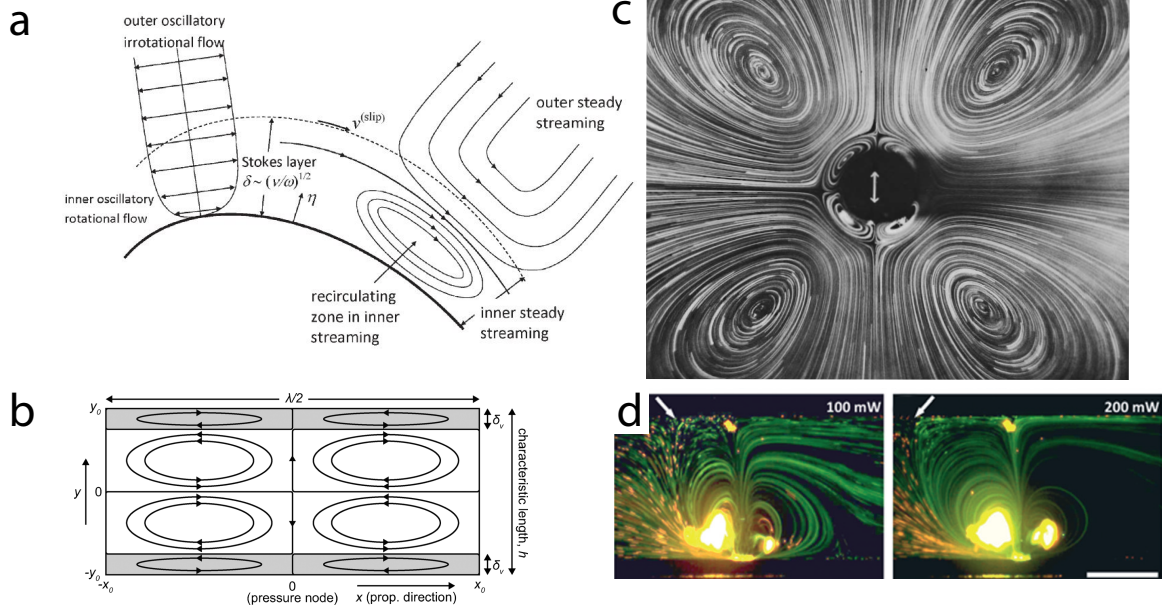 a
outer oscillatory
irrotational flow
v(slip)
outer steady
streaming
Stokes layer
δ ~ (ν/ω)1/2
η
inner oscillatory
rotational flow
recirculating
zone in inner
streaming
inner steady
streaming
b
λ/2
y0
δv
characteristic length, h
y
0
δv
-y0
-x0
0
x0
(pressure node)
x (prop. direction)
c
d
100 mW
200 mW